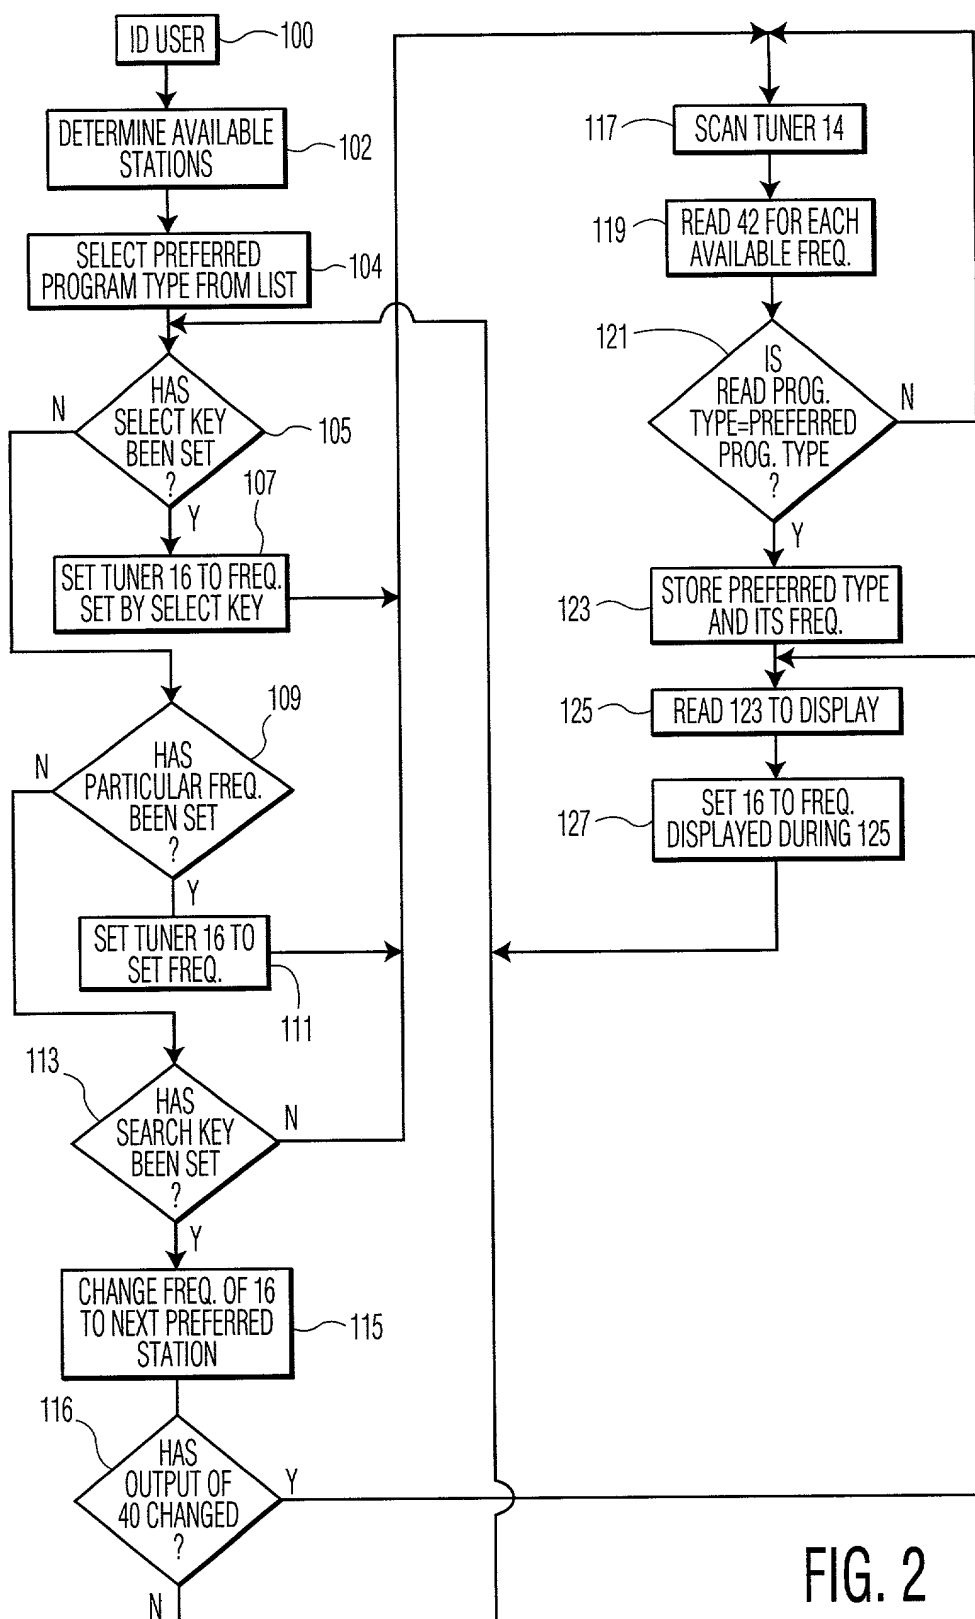 ID USER
100
DETERMINE AVAILABLE
STATIONS
102
SELECT PREFERRED
PROGRAM TYPE FROM LIST
104
HAS
SELECT KEY
BEEN SET
?
105
N
Y
107
SET TUNER 16 TO FREQ.
SET BY SELECT KEY
109
HAS
PARTICULAR FREQ.
BEEN SET
?
N
Y
SET TUNER 16 TO
SET FREQ.
111
113
HAS
SEARCH KEY
BEEN SET
?
N
Y
CHANGE FREQ. OF 16
TO NEXT PREFERRED
STATION
115
116
HAS
OUTPUT OF
40 CHANGED
?
Y
N
117
SCAN TUNER 14
119
READ 42 FOR EACH
AVAILABLE FREQ.
121
IS
READ PROG.
TYPE=PREFERRED
PROG. TYPE
?
N
Y
123
STORE PREFERRED TYPE
AND ITS FREQ.
125
READ 123 TO DISPLAY
127
SET 16 TO FREQ.
DISPLAYED DURING 125
FIG. 2